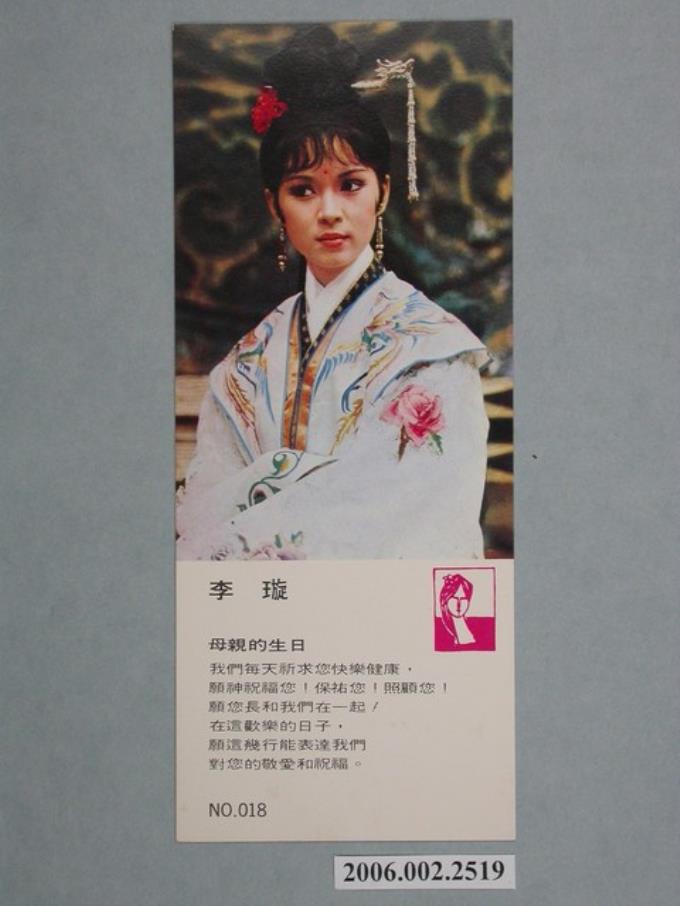 李 璇
母親的生日
我們每天祈求您快樂健康，
願神祝福您！保祐您！照顧您！
願您長和我們在一起！
在這歡樂的日子，
願這幾行能表達我們
對您的敬愛和祝福。
NO.018
2006.002.2519